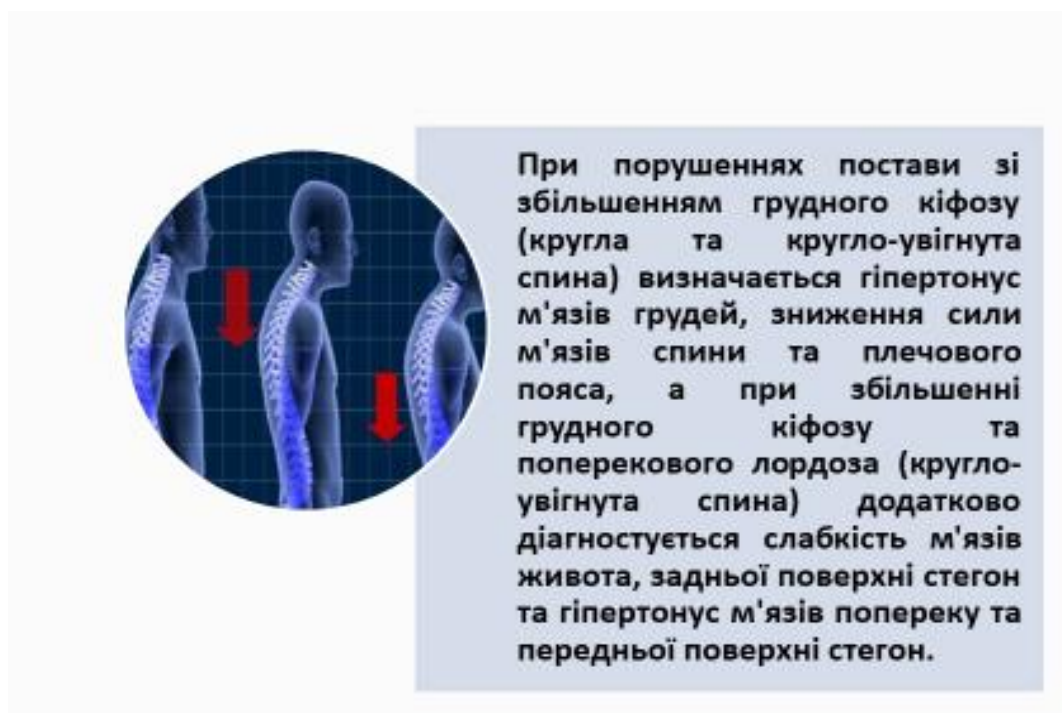 При порушеннях постави зі
збільшенням грудного кіфозу
(кругла та кругло-увігнута
спина) визначається гіпертонус
м'язів грудей, зниження сили
м'язів спини та плечового
пояса, а при збільшенні
грудного кіфозу та
поперекового лордоза (кругло-
увігнута спина) додатково
діагностується слабкість м'язів
живота, задньої поверхні стегон
та гіпертонус м'язів попереку та
передньої поверхні стегон.